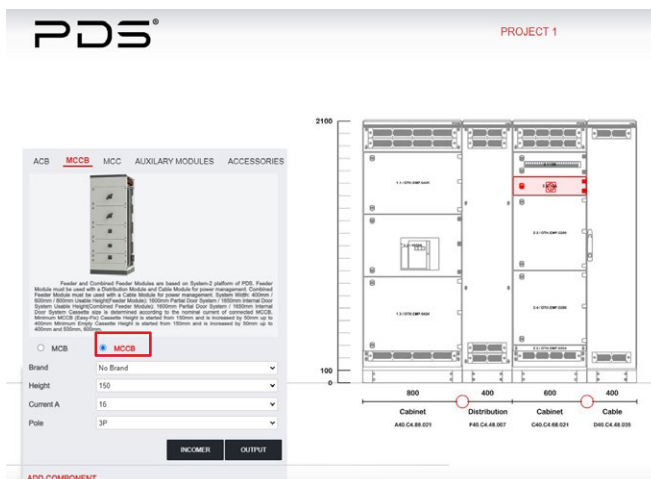 PDS®
PROJECT 1
ACB MCCB MCC AUXILARY MODULES ACCESSORIES
Feeder and Combined Feeder Modules are based on System-2 platform of PDS. Feeder
Module must be used with a Distribution Module and Cable Module for power management. Combined
Feeder Module must be used with a Cable Module for power management. System Width: 400mm /
600mm / 800mm Usable Height(Feeder Module): 1600mm Partial Door System / 1650mm Internal Door
System Usable Height(Combined Feeder Module): 1600mm Partial Door System / 1650mm Internal
Door System Cassette size is determined according to the nominal current of connected MCCB.
Minimum MCCB (Easy-Fix) Cassette Height is started from 150mm and is increased by 50mm up to
400mm Minimum Empty Cassette Height is started from 150mm and is increased by 50mm up to
400mm and 500mm, 600mm.
MCB MCCB
Brand No Brand
Height 150
Current A 16
Pole 3P
INCOMER OUTPUT
ADD COMPONENT
2100
100
0
800 400 600 400
Cabinet Distribution Cabinet Cable
A40.C4.88.021 F40.C4.48.007 C40.C4.68.021 D40.C4.48.035